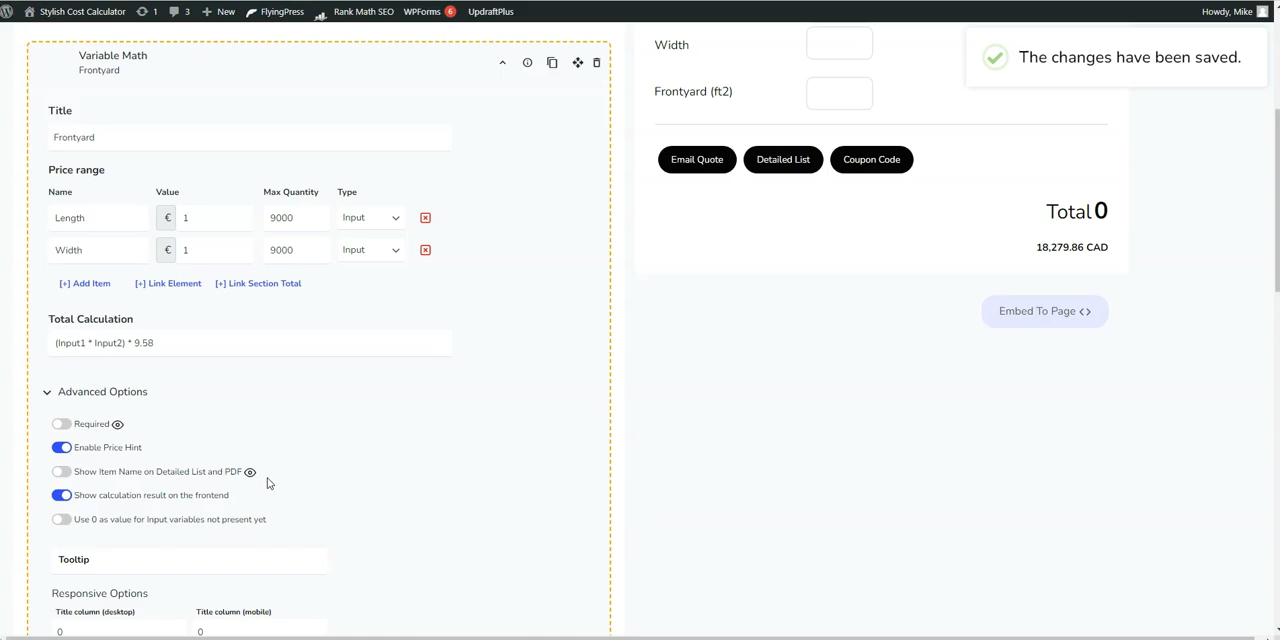 Stylish Cost Calculator 1 3 New FlyingPress Rank Math SEO WPForms 6 UpdraftPlus Howdy, Mike
Variable Math
Frontyard
Title
Frontyard
Price range
Name Value Max Quantity Type
Length € 1 9000 Input
Width € 1 9000 Input
[+] Add Item [+] Link Element [+] Link Section Total
Total Calculation
(Input1 * Input2) * 9.58
Advanced Options
Required
Enable Price Hint
Show Item Name on Detailed List and PDF
Show calculation result on the frontend
Use 0 as value for Input variables not present yet
Tooltip
Responsive Options
Title column (desktop) Title column (mobile)
0 0
Width
Frontyard (ft2)
Email Quote Detailed List Coupon Code
Total 0
18,279.86 CAD
Embed To Page <>
The changes have been saved.